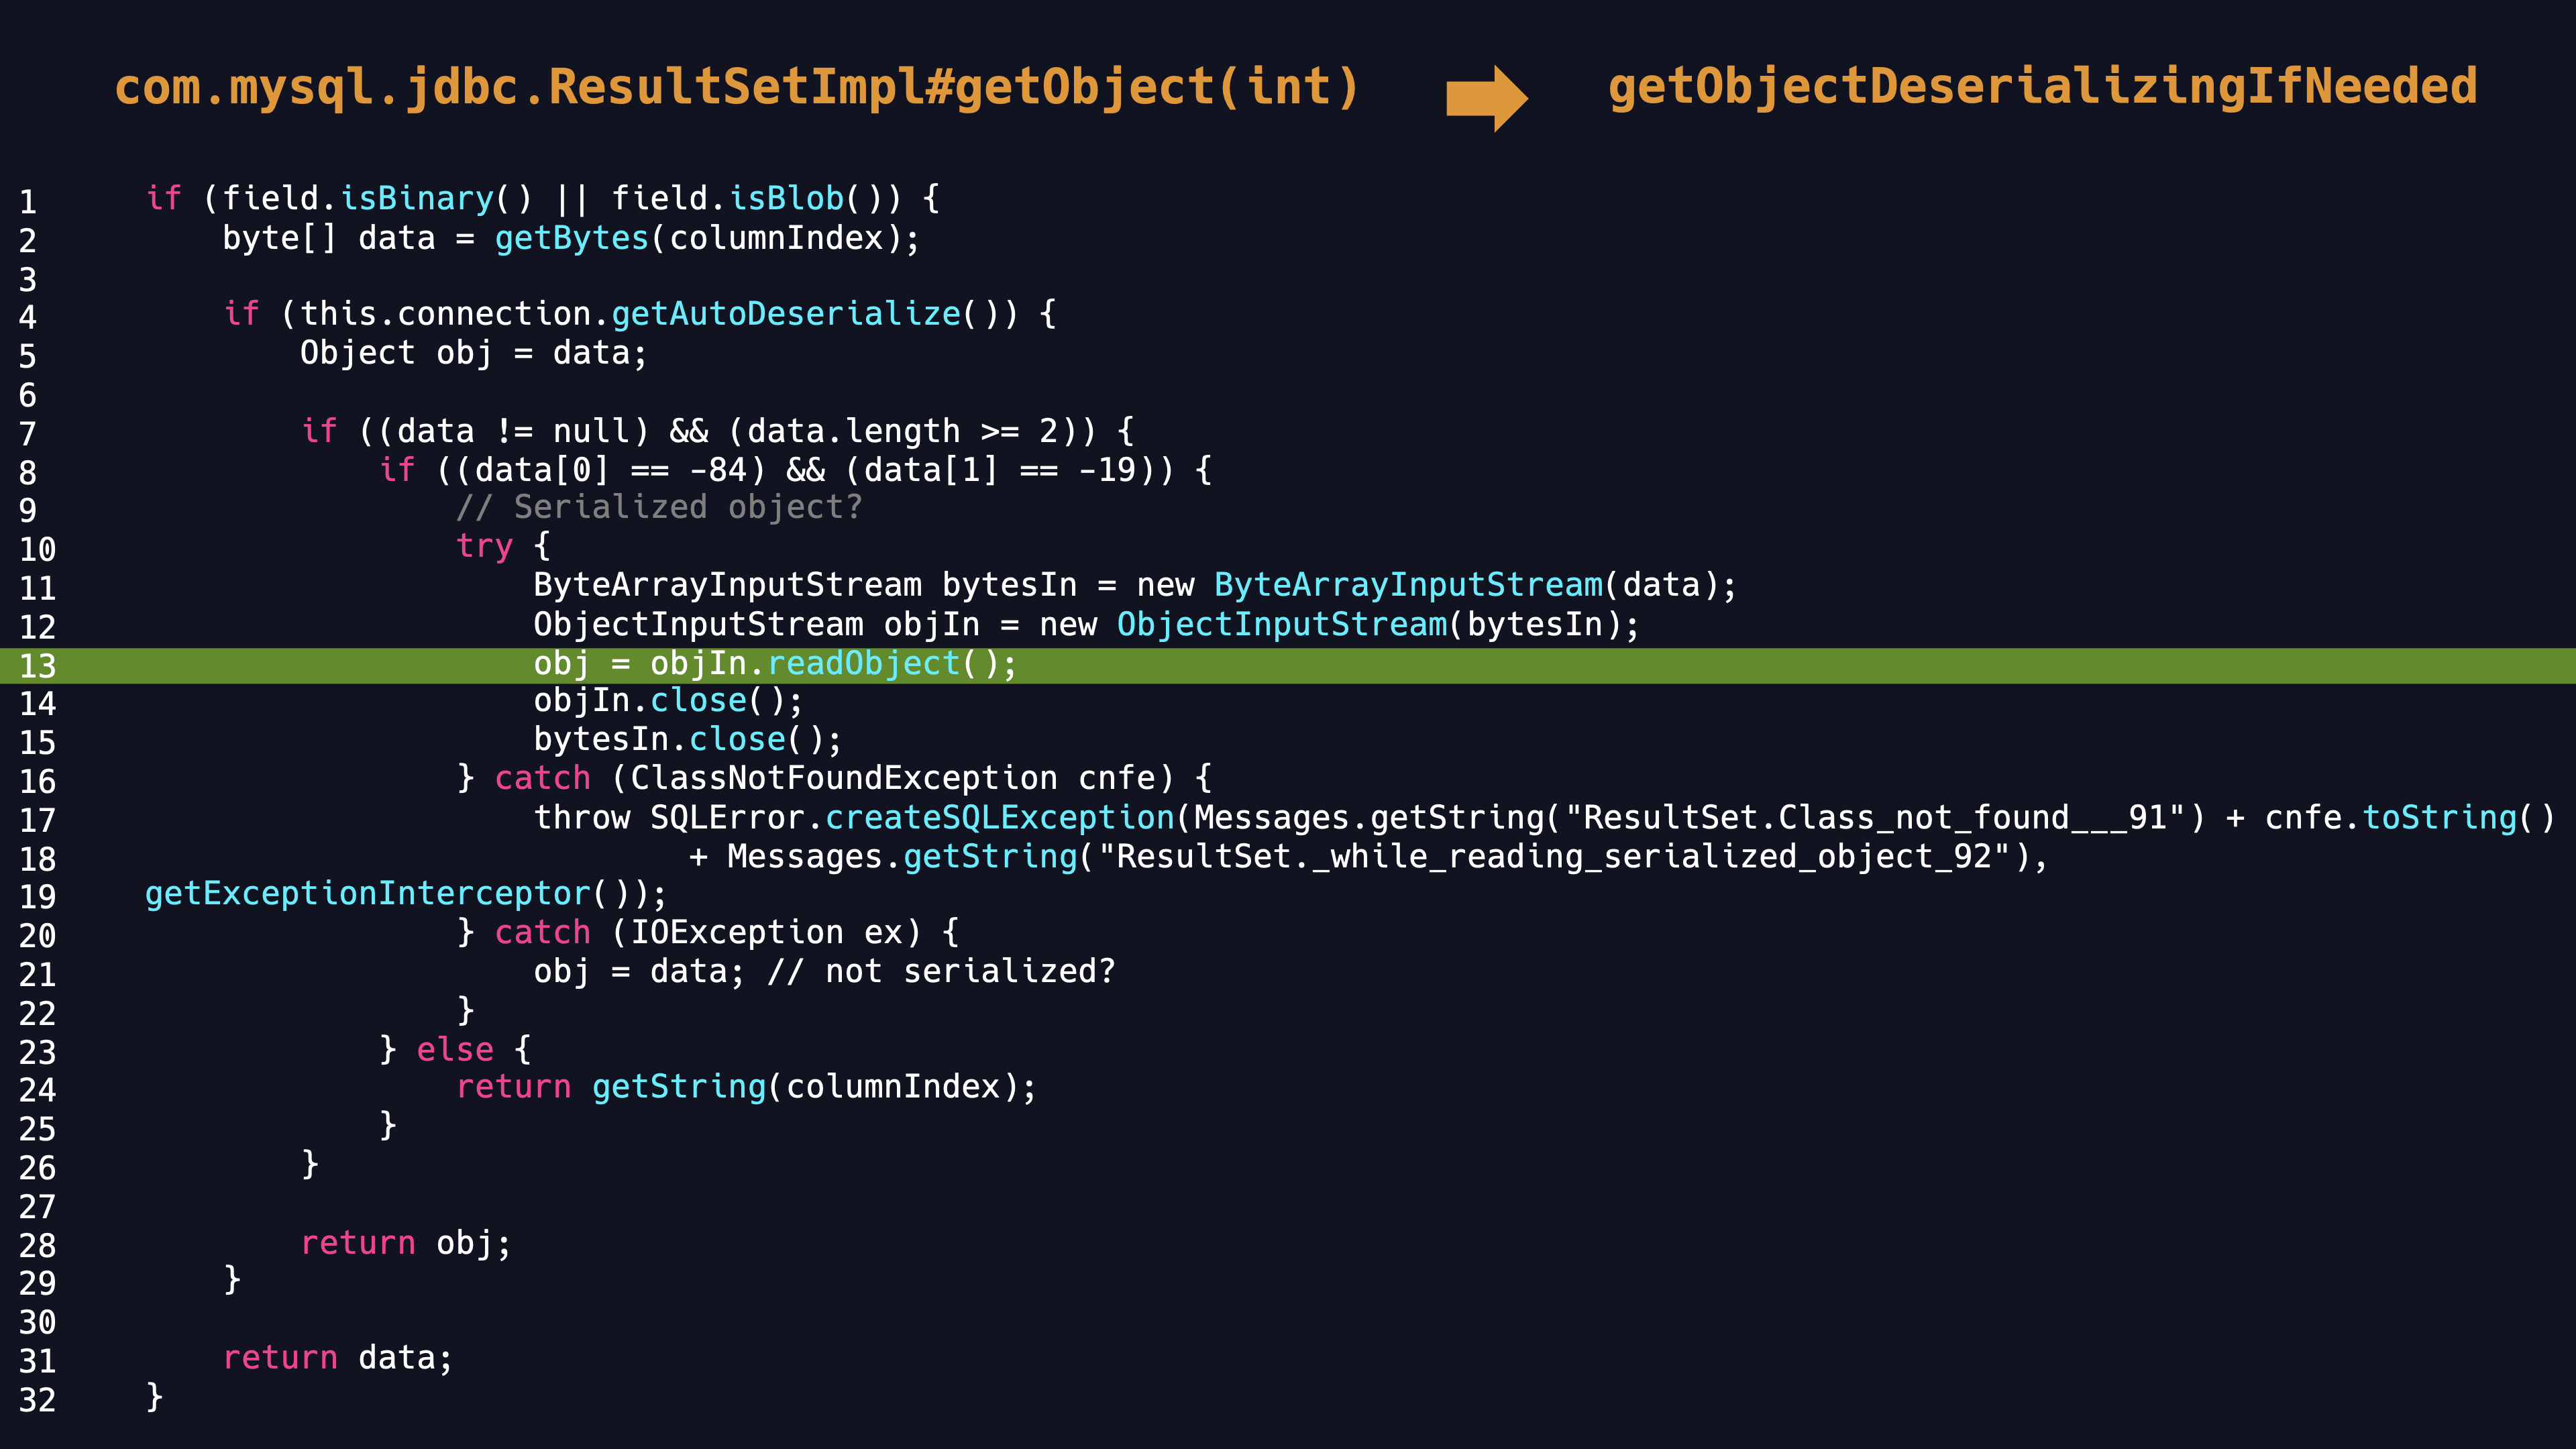 com.mysql.jdbc.ResultSetImpl#getObject(int) getObjectDeserializingIfNeeded
1 if (field.isBinary() || field.isBlob()) {
2 byte[] data = getBytes(columnIndex);
3
4 if (this.connection.getAutoDeserialize()) {
5 Object obj = data;
6
7 if ((data != null) && (data.length >= 2)) {
8 if ((data[0] == -84) && (data[1] == -19)) {
9 // Serialized object?
10 try {
11 ByteArrayInputStream bytesIn = new ByteArrayInputStream(data);
12 ObjectInputStream objIn = new ObjectInputStream(bytesIn);
13 obj = objIn.readObject();
14 objIn.close();
15 bytesIn.close();
16 } catch (ClassNotFoundException cnfe) {
17 throw SQLError.createSQLException(Messages.getString("ResultSet.Class_not_found___91") + cnfe.toString()
18 + Messages.getString("ResultSet._while_reading_serialized_object_92"),
19 getExceptionInterceptor());
20 } catch (IOException ex) {
21 obj = data; // not serialized?
22 }
23 } else {
24 return getString(columnIndex);
25 }
26 }
27
28 return obj;
29 }
30
31 return data;
32 }